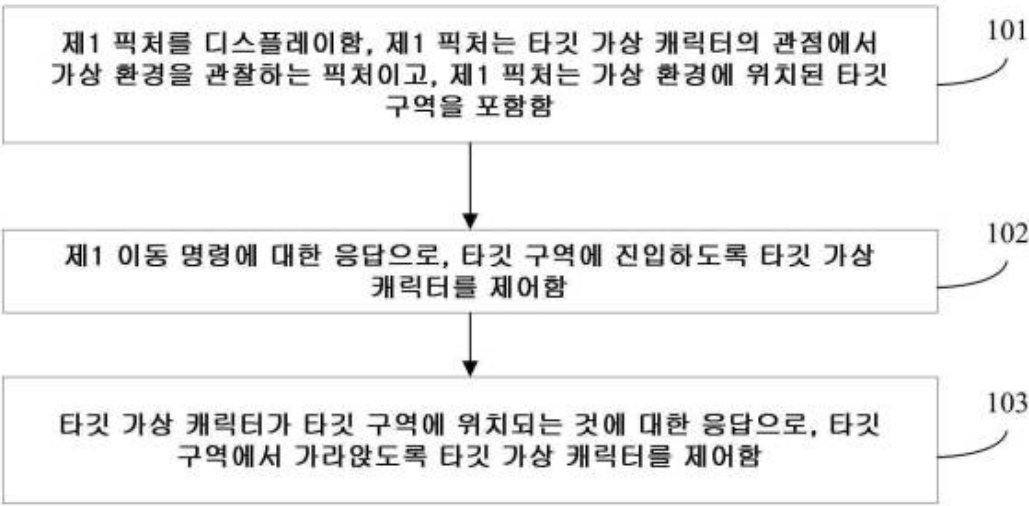 제1 픽처를 디스플레이함, 제1 픽처는 타깃 가상 캐릭터의 관점에서
가상 환경을 관찰하는 픽처이고, 제1 픽처는 가상 환경에 위치된 타깃
구역을 포함함
101
제1 이동 명령에 대한 응답으로, 타깃 구역에 진입하도록 타깃 가상
캐릭터를 제어함
102
타깃 가상 캐릭터가 타깃 구역에 위치되는 것에 대한 응답으로, 타깃
구역에서 가라앉도록 타깃 가상 캐릭터를 제어함
103